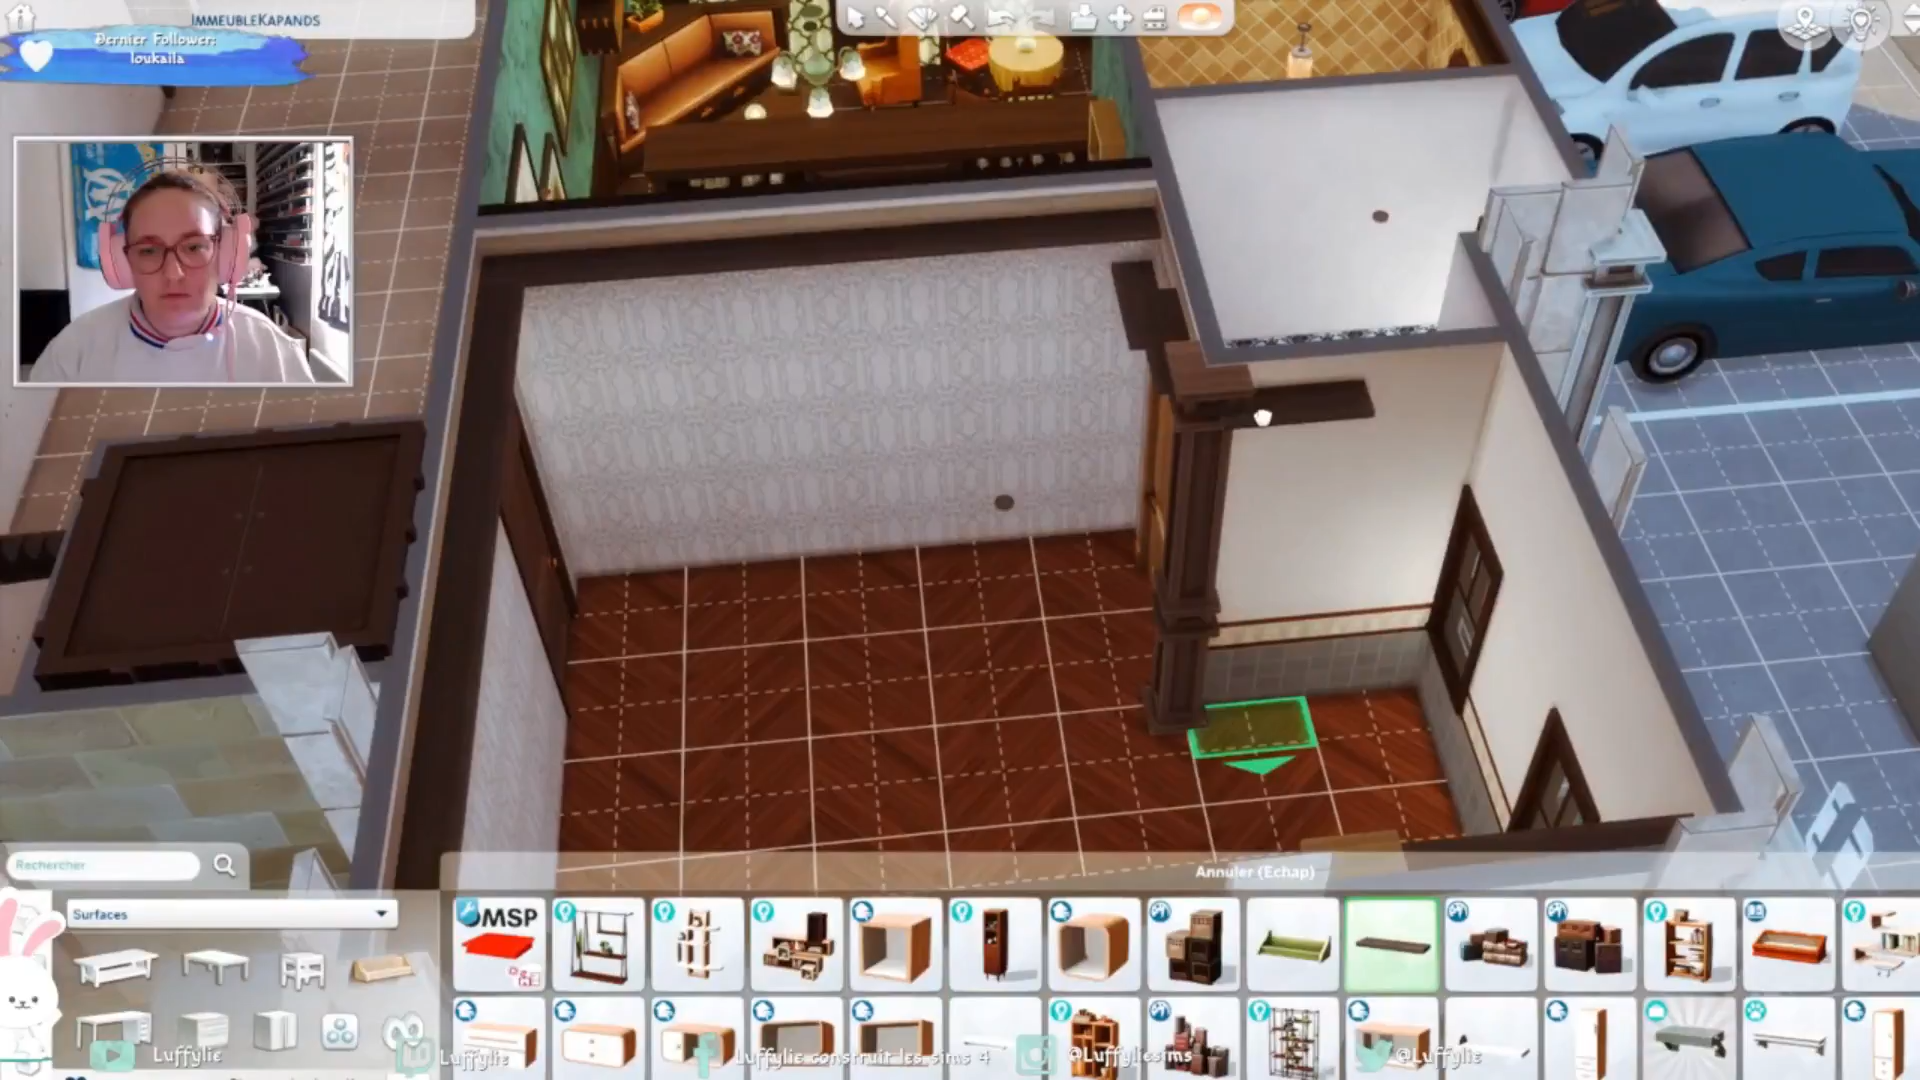 IMMEUBLEKAPANDS
Dernier Follower:
loukaila
Rechercher
Annuler (Echap)
Surfaces
MSP
Luffylie
Luffylie
Luffylie construit les sims 4
@Luffyliesims
@Luffylie